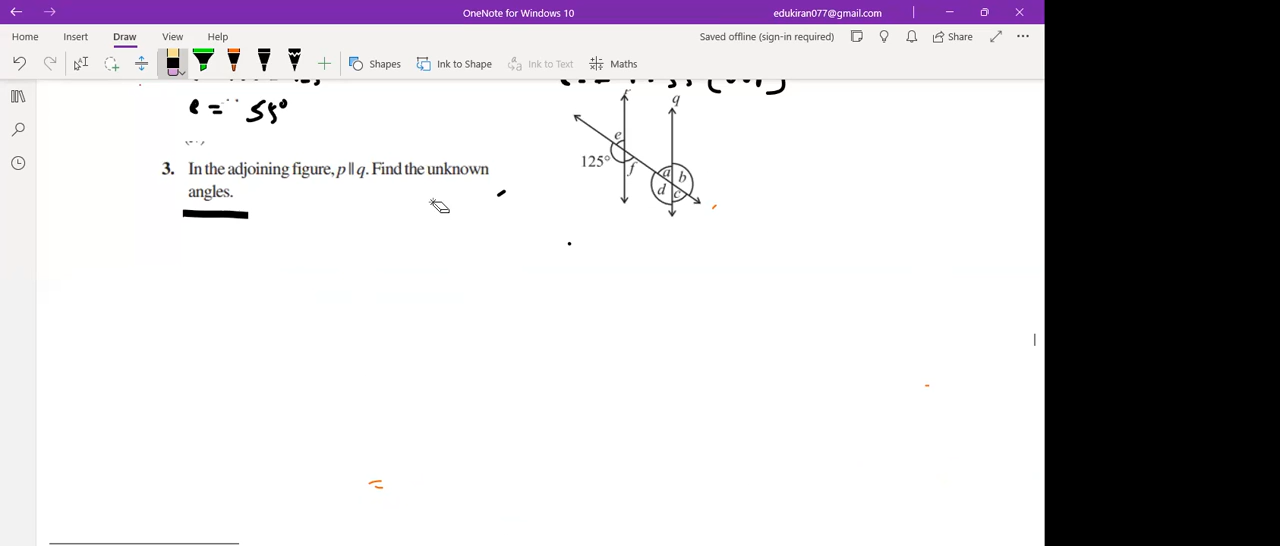 OneNote for Windows 10
edukiran077@gmail.com
Home Insert Draw View Help
Saved offline (sign-in required)
Share
Shapes
Ink to Shape
Ink to Text
Maths
e = 55°
3. In the adjoining figure, p || q. Find the unknown
angles.
q
e
125°
f
a b
d c